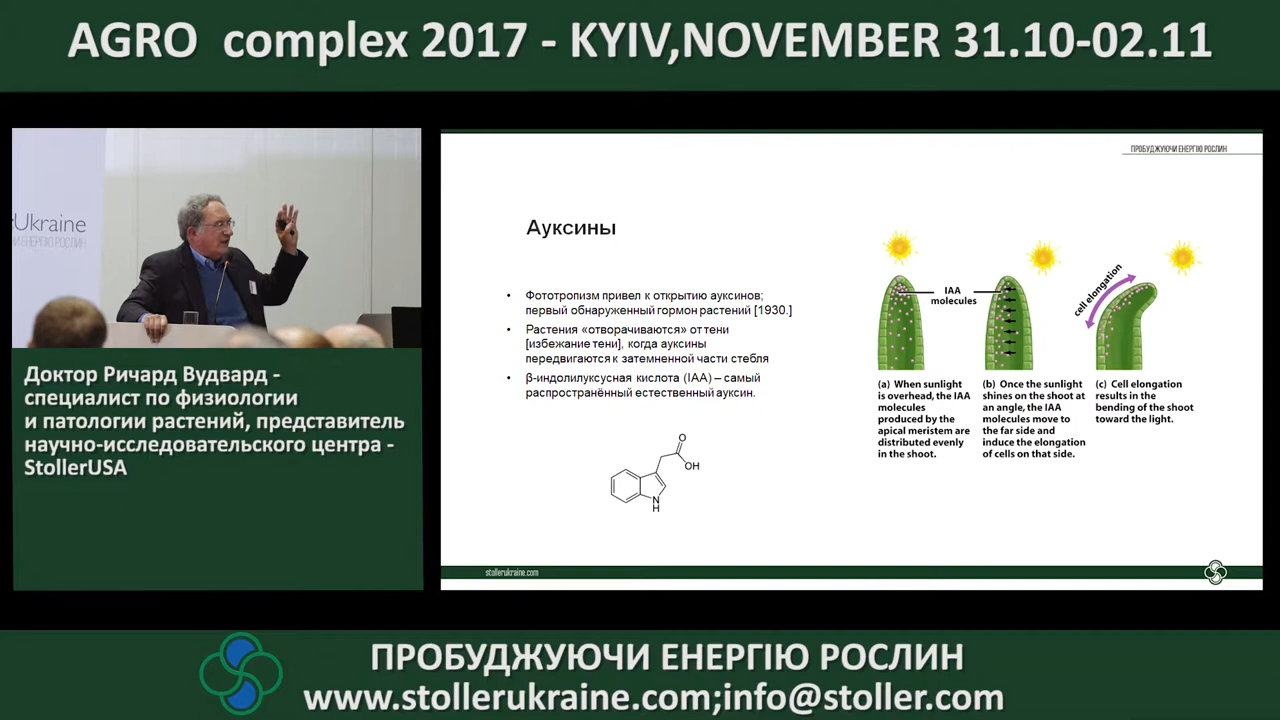 AGRO complex 2017 - KYIV,NOVEMBER 31.10-02.11
Ukraine
ЕНЕРГІЮ РОСЛИН
Доктор Ричард Вудвард -
специалист по физиологии
и патологии растений, представитель
научно-исследовательского центра -
StollerUSA
ПРОБУДЖУЮЧИ ЕНЕРГІЮ РОСЛИН
Ауксины
• Фототропизм привел к открытию ауксинов;
первый обнаруженный гормон растений [1930.]
• Растения «отворачиваются» от тени
[избежание тени], когда ауксины
передвигаются к затемненной части стебля
• β-индолилуксусная кислота (IAA) – самый
распространённый естественный ауксин.
O
OH
N
H
IAA
molecules
cell elongation
(a) When sunlight
is overhead, the IAA
molecules
produced by the
apical meristem are
distributed evenly
in the shoot.
(b) Once the sunlight
shines on the shoot at
an angle, the IAA
molecules move to
the far side and
induce the elongation
of cells on that side.
(c) Cell elongation
results in the
bending of the shoot
toward the light.
stollerukraine.com
ПРОБУДЖУЮЧИ ЕНЕРГІЮ РОСЛИН
www.stollerukraine.com;info@stoller.com